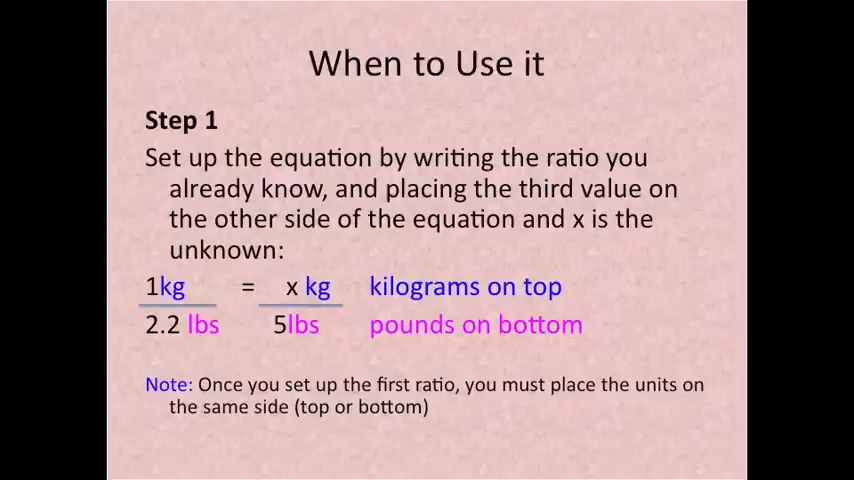 When to Use it
Step 1
Set up the equation by writing the ratio you
already know, and placing the third value on
the other side of the equation and x is the
unknown:
1kg = x kg kilograms on top
2.2 lbs 5lbs pounds on bottom
Note: Once you set up the first ratio, you must place the units on
the same side (top or bottom)